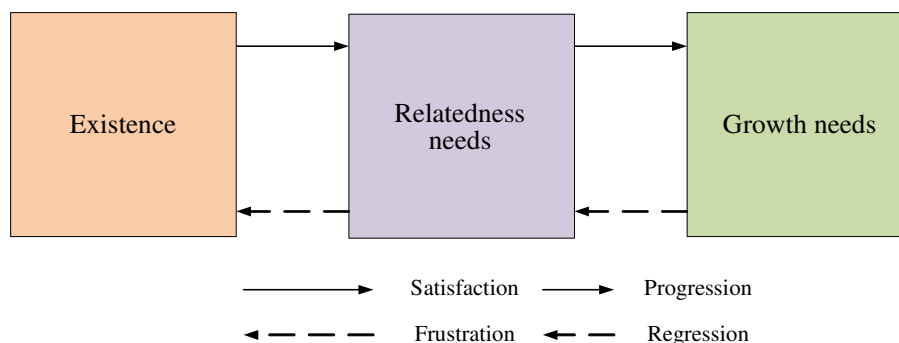 Existence
Relatedness
needs
Growth needs
Satisfaction
Progression
Frustration
Regression